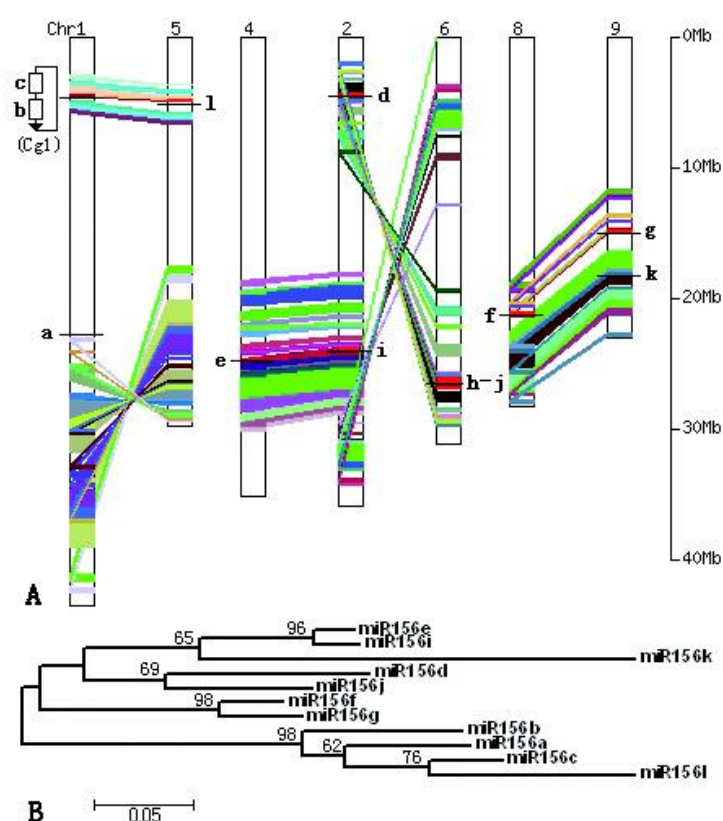 Chr1 5 4 2 6 8 9 0Mb
c
b
(Cg1)
l
d
10Mb
g
k
20Mb
a
f
e
i
h j
30Mb
40Mb
A
96 miR156e
65 miR156i
miR156k
69 miR156d
miR156j
98 miR156f
miR156g
98 miR156b
62 miR156a
76 miR156c
miR156l
B 0.05